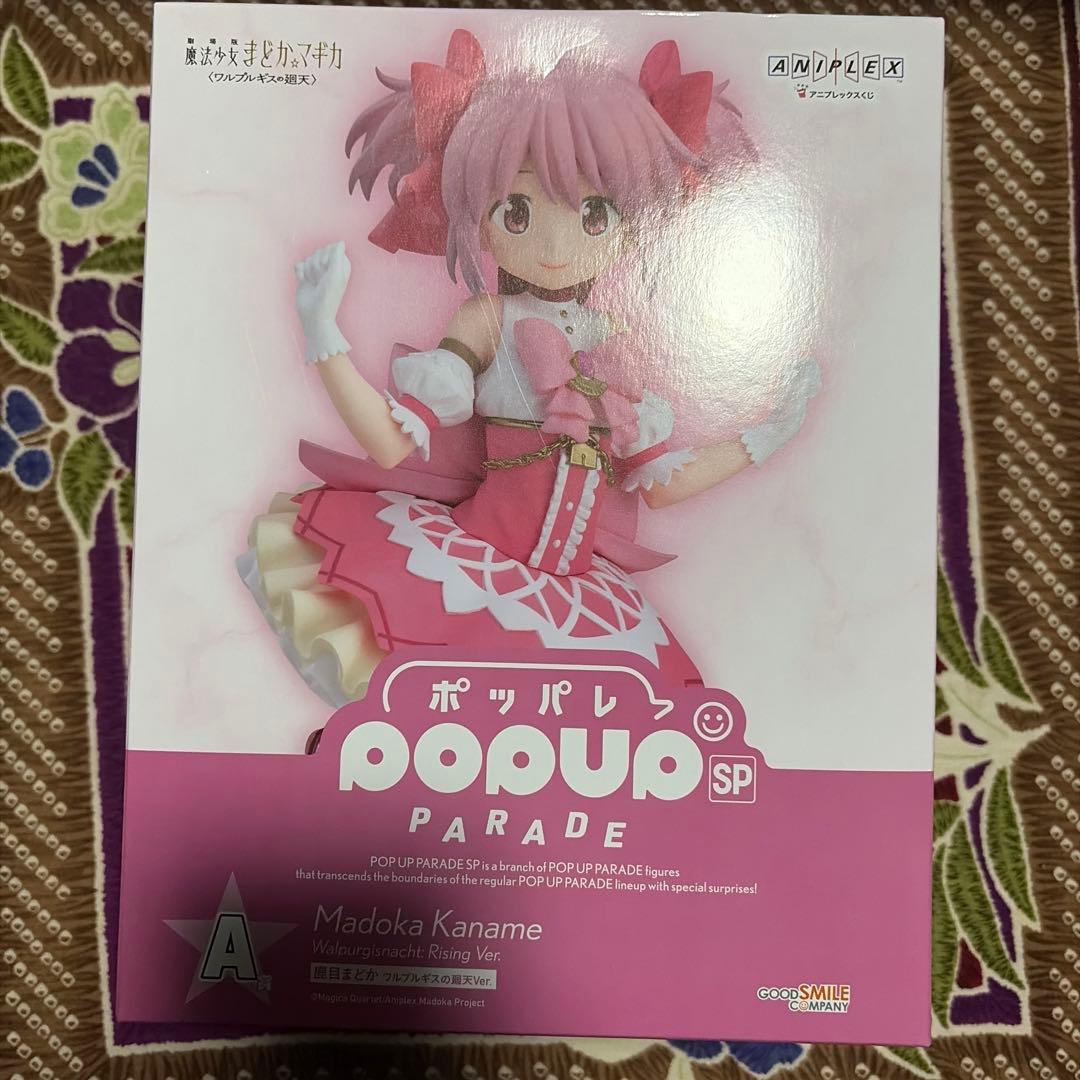 劇場版
魔法少女まどか☆マギカ
〈ワルプルギスの廻天〉
ANIPLEX
アニプレックスくじ
ポッパレ
POPUP SP
PARADE
POP UP PARADE SP is a branch of POP UP PARADE figures
that transcends the boundaries of the regular POP UP PARADE lineup with special surprises!
A賞
Madoka Kaname
Walpurgisnacht: Rising Ver.
鹿目まどか ワルプルギスの廻天Ver.
©Magica Quartet/Aniplex, Madoka Project
GOOD SMILE
COMPANY